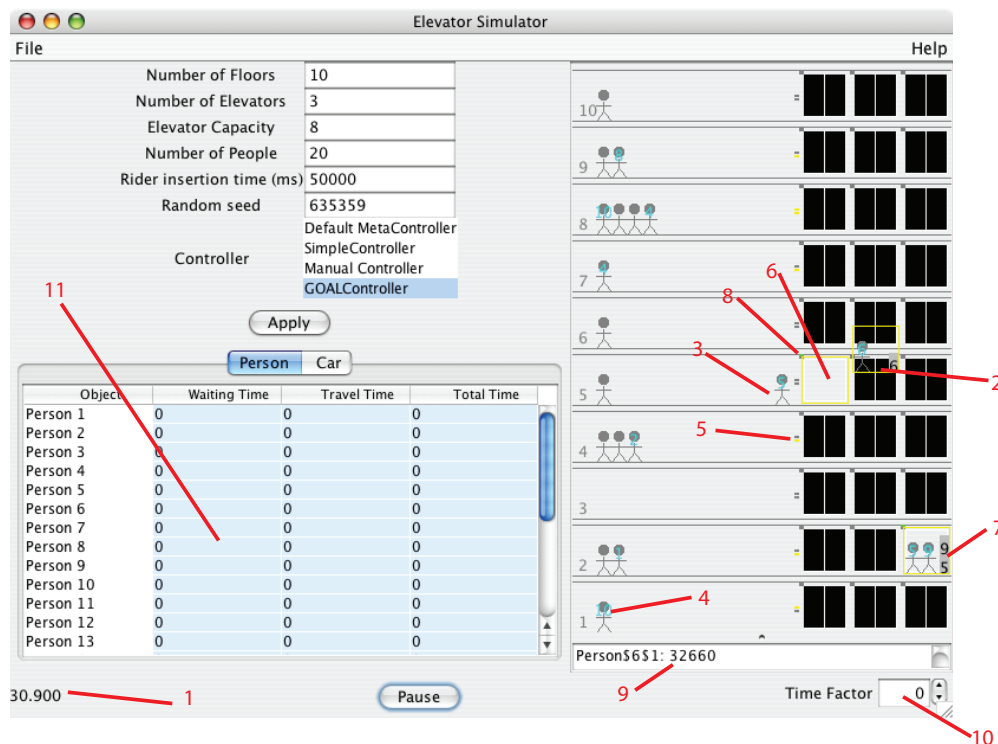 Elevator Simulator
File
Help
Number of Floors 10
Number of Elevators 3
Elevator Capacity 8
Number of People 20
Rider insertion time (ms) 50000
Random seed 635359
Controller
Default MetaController
SimpleController
Manual Controller
GOALController
Apply
Person Car
Object Waiting Time Travel Time Total Time
Person 1 0 0 0
Person 2 0 0 0
Person 3 0 0 0
Person 4 0 0 0
Person 5 0 0 0
Person 6 0 0 0
Person 7 0 0 0
Person 8 0 0 0
Person 9 0 0 0
Person 10 0 0 0
Person 11 0 0 0
Person 12 0 0 0
Person 13 0 0 0
30.900
Pause
10
9
8
7
6
6
5
4
3
2
9
5
1
Person$6$1: 32660
Time Factor 0
11
6
8
3
2
5
7
4
9
1
10